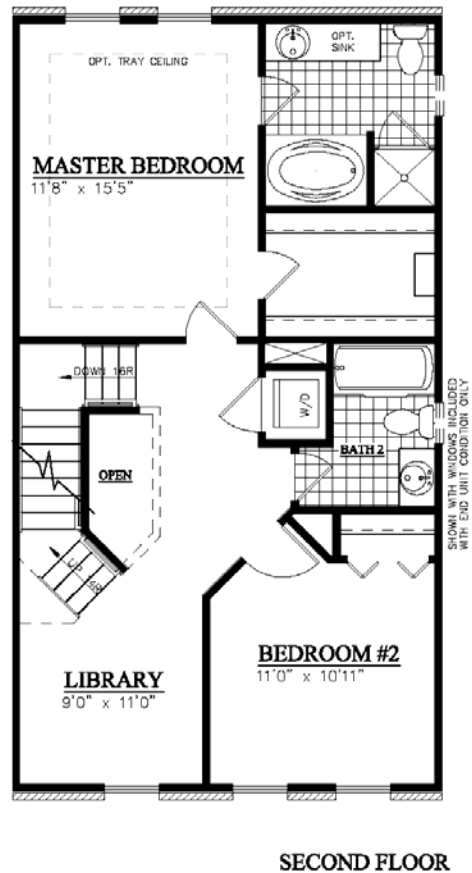 OPT.
SINK
OPT. TRAY CEILING
MASTER BEDROOM
11'8" x 15'5"
DOWN 16R
W/D
OPEN
BATH 2
SHOWN WITH WINDOWS INCLUDED
WITH END UNIT CONDITION ONLY
LIBRARY
9'0" x 11'0"
BEDROOM #2
11'0" x 10'11"
SECOND FLOOR